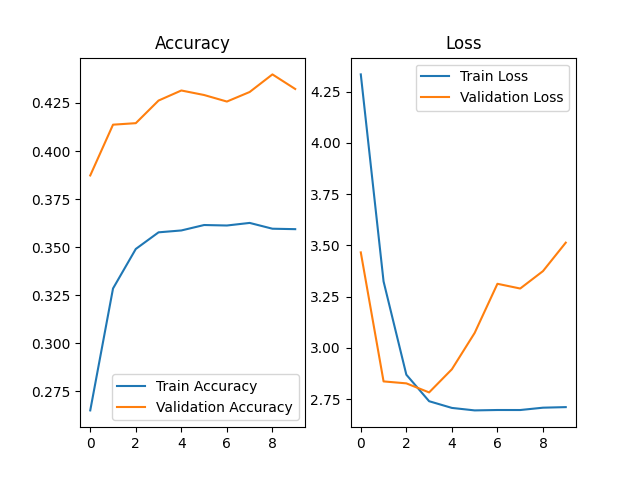 Accuracy
0.425
0.400
0.375
0.350
0.325
0.300
0.275
0 2 4 6 8
Train Accuracy
Validation Accuracy
Loss
4.25
4.00
3.75
3.50
3.25
3.00
2.75
0 2 4 6 8
Train Loss
Validation Loss